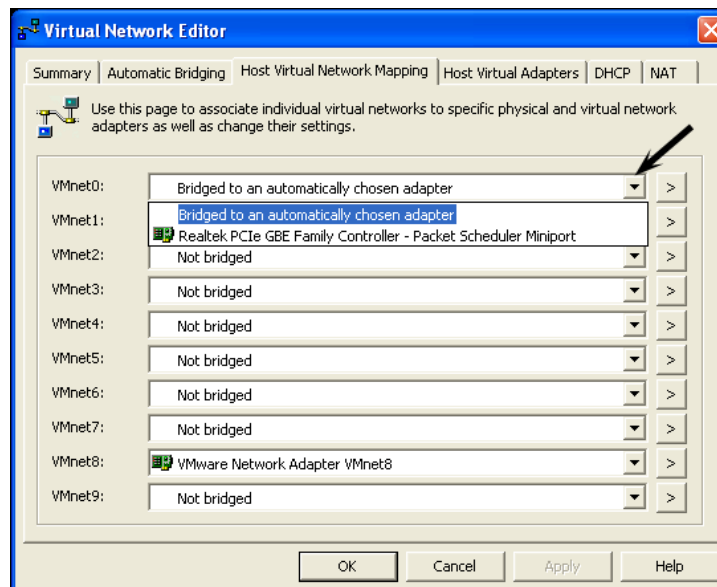 Virtual Network Editor
Summary
Automatic Bridging
Host Virtual Network Mapping
Host Virtual Adapters
DHCP
NAT
Use this page to associate individual virtual networks to specific physical and virtual network
adapters as well as change their settings.
VMnet0: Bridged to an automatically chosen adapter >
Bridged to an automatically chosen adapter
VMnet1: >
Realtek PCIe GBE Family Controller - Packet Scheduler Miniport
VMnet2: Not bridged >
VMnet3: Not bridged >
VMnet4: Not bridged >
VMnet5: Not bridged >
VMnet6: Not bridged >
VMnet7: Not bridged >
VMnet8: VMware Network Adapter VMnet8 >
VMnet9: Not bridged >
OK
Cancel
Apply
Help